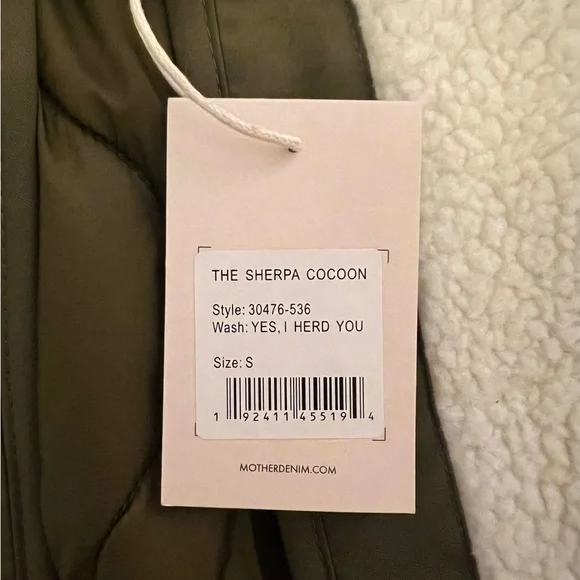 THE SHERPA COCOON
Style: 30476-536
Wash: YES, I HERD YOU
Size: S
1 92411 45519 4
MOTHERDENIM.COM